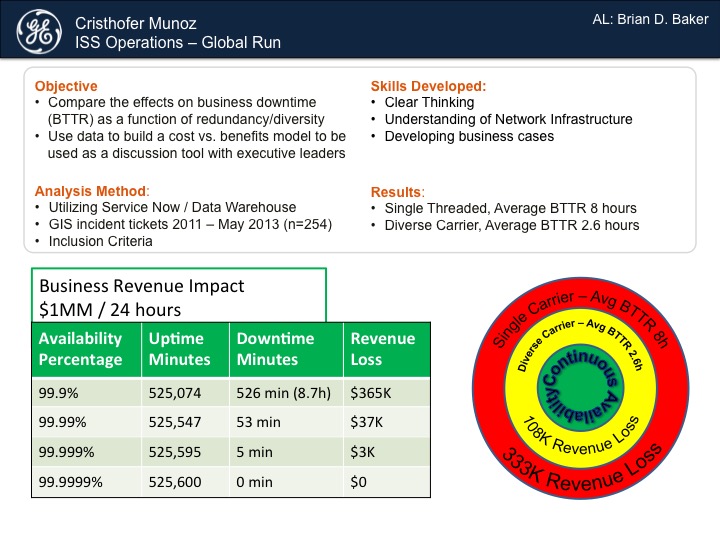 Cristhofer Munoz
ISS Operations – Global Run
AL: Brian D. Baker
Objective
• Compare the effects on business downtime
(BTTR) as a function of redundancy/diversity
• Use data to build a cost vs. benefits model to be
used as a discussion tool with executive leaders
Skills Developed:
• Clear Thinking
• Understanding of Network Infrastructure
• Developing business cases
Analysis Method:
• Utilizing Service Now / Data Warehouse
• GIS incident tickets 2011 – May 2013 (n=254)
• Inclusion Criteria
Results:
• Single Threaded, Average BTTR 8 hours
• Diverse Carrier, Average BTTR 2.6 hours
Business Revenue Impact
$1MM / 24 hours
Availability Percentage Uptime Minutes Downtime Minutes Revenue Loss
99.9% 525,074 526 min (8.7h) $365K
99.99% 525,547 53 min $37K
99.999% 525,595 5 min $3K
99.9999% 525,600 0 min $0
Single Carrier – Avg BTTR 8h
Diverse Carrier – Avg BTTR 2.6h
Continuous Availability
108K Revenue Loss
333K Revenue Loss